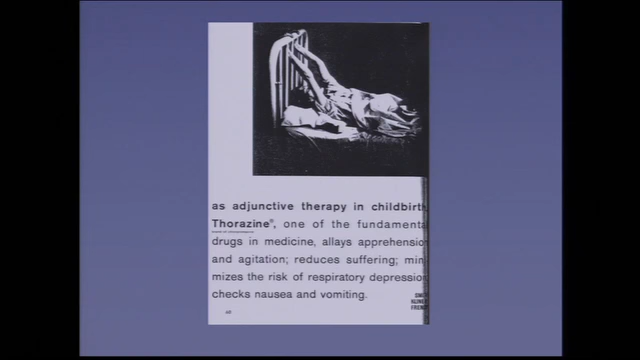 as adjunctive therapy in childbirth
Thorazine®, one of the fundamenta
drugs in medicine, allays apprehensio
and agitation; reduces suffering; min
mizes the risk of respiratory depression
checks nausea and vomiting.